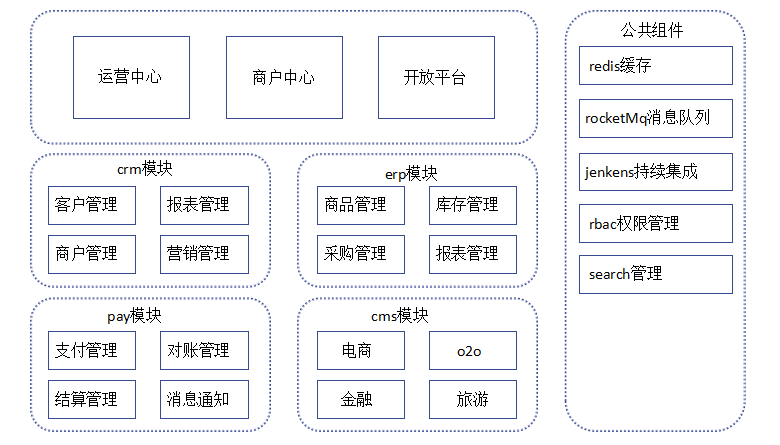 运营中心
商户中心
开放平台
crm模块
客户管理
报表管理
商户管理
营销管理
erp模块
商品管理
库存管理
采购管理
报表管理
pay模块
支付管理
对账管理
结算管理
消息通知
cms模块
电商
o2o
金融
旅游
公共组件
redis缓存
rocketMq消息队列
jenkens持续集成
rbac权限管理
search管理